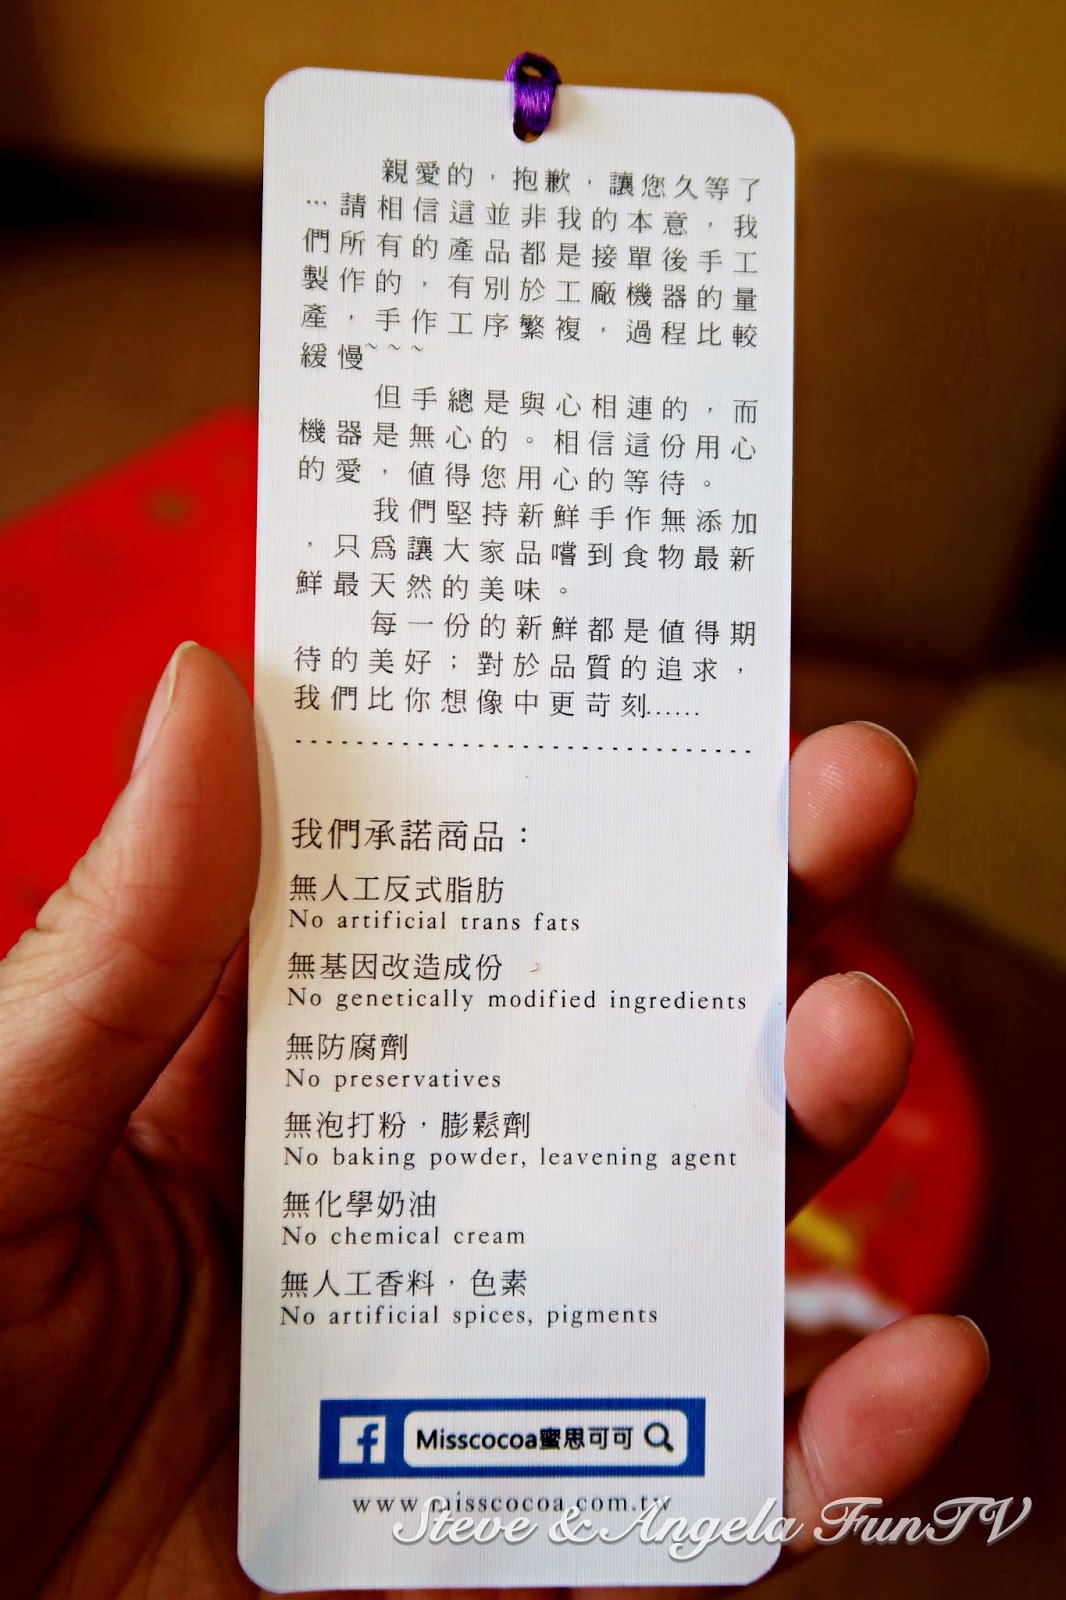 親愛的，抱歉，讓您久等了
…請相信這並非我的本意，我
們所有的產品都是接單後手工
製作的，有別於工廠機器的量
產，手作工序繁複，過程比較
緩慢~~~
但手總是與心相連的，而
機器是無心的。相信這份用心
的愛，值得您用心的等待。
我們堅持新鮮手作無添加
，只為讓大家品嚐到食物最新
鮮最天然的美味。
每一份的新鮮都是值得期
待的美好；對於品質的追求，
我們比你想像中更苛刻……
我們承諾商品：
無人工反式脂肪
No artificial trans fats
無基因改造成份
No genetically modified ingredients
無防腐劑
No preservatives
無泡打粉，膨鬆劑
No baking powder, leavening agent
無化學奶油
No chemical cream
無人工香料，色素
No artificial spices, pigments
f Misscocoa蜜思可可
www.misscocoa.com.tw
Steve & Angela FunTV